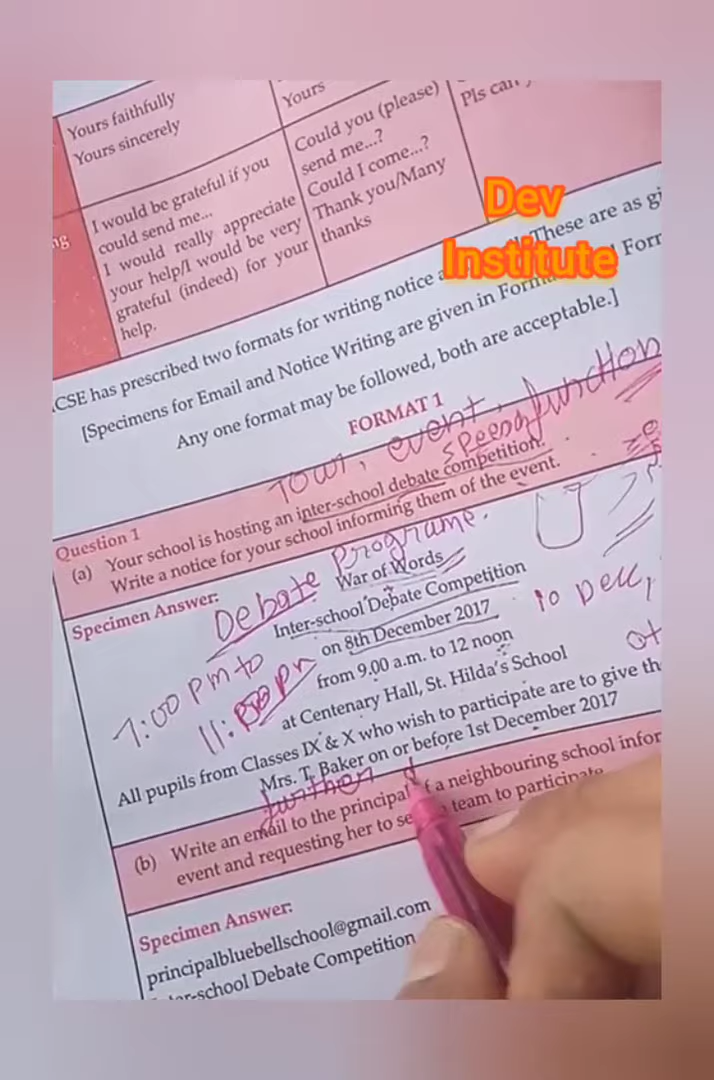 Dev
Institute
Yours faithfully
Yours sincerely
Yours
I would be grateful if you
could send me...
I would really appreciate
your help/I would be very
grateful (indeed) for your
help.
Could you (please)
send me...?
Could I come...?
Thank you/Many
thanks
Pls can
ng
CSE has prescribed two formats for writing notice These are as gi
[Specimens for Email and Notice Writing are given in Form
Any one format may be followed, both are acceptable.]
FORMAT 1
Tour, event, function
Speeng
Question 1
(a) Your school is hosting an inter-school debate competition.
Write a notice for your school informing them of the event.
Specimen Answer:
Debate Programe.
War of Words
Inter-school Debate Competition
on 8th December 2017
10 Dec,
from 9.00 a.m. to 12 noon
7:00 PM to
at Centenary Hall, St. Hilda's School
at
All pupils from Classes IX & X who wish to participate are to give th
Mrs. T. Baker on or before 1st December 2017
further d
(b) Write an email to the principal a neighbouring school infor
event and requesting her to se team to participate
Specimen Answer:
principalbluebellschool@gmail.com
Inter-school Debate Competition